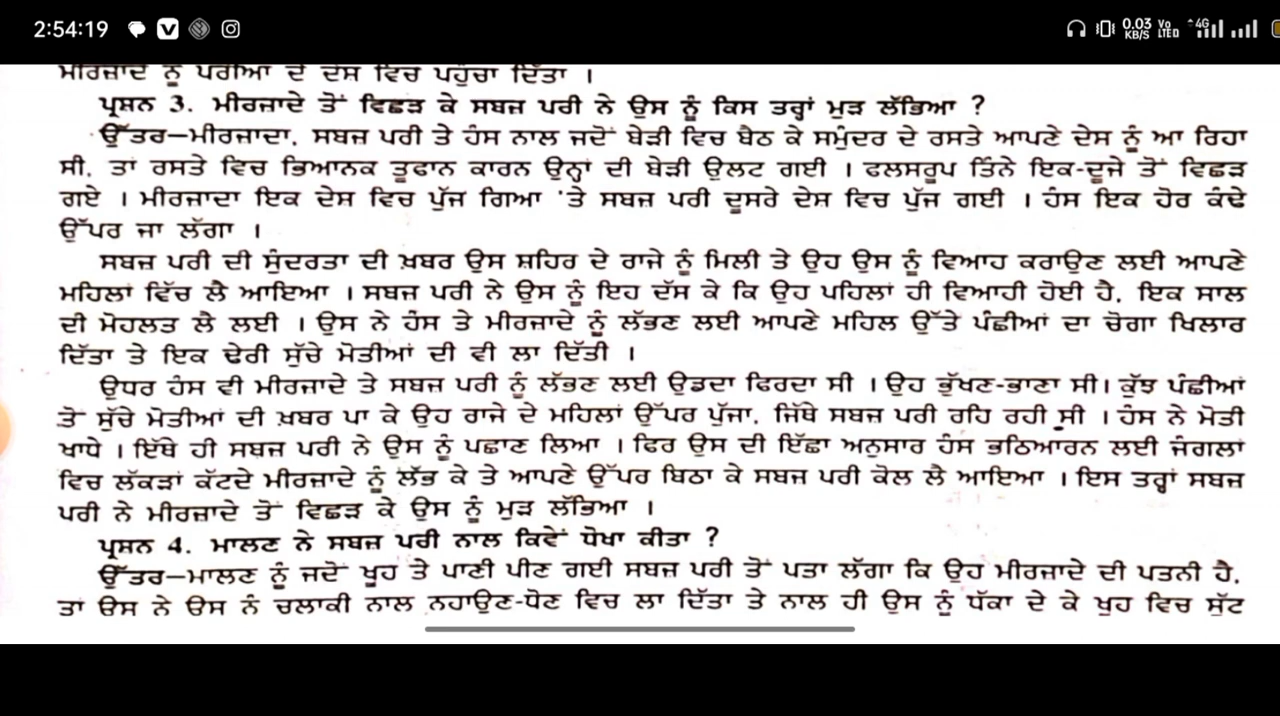 2:54:19 0.03 KB/S Vo LTED 4G
ਮੀਰਜ਼ਾਦੇ ਨੂੰ ਪਰੀਆਂ ਦੇ ਦੇਸ਼ ਵਿਚ ਪਹੁੰਚਾ ਦਿੱਤਾ ।
ਪ੍ਰਸ਼ਨ 3. ਮੀਰਜ਼ਾਦੇ ਤੋਂ ਵਿਛੜ ਕੇ ਸਬਜ਼ ਪਰੀ ਨੇ ਉਸ ਨੂੰ ਕਿਸ ਤਰ੍ਹਾਂ ਮੁੜ ਲੱਭਿਆ ?
ਉੱਤਰ—ਮੀਰਜ਼ਾਦਾ, ਸਬਜ਼ ਪਰੀ ਤੇ ਹੰਸ ਨਾਲ ਜਦੋਂ ਬੇੜੀ ਵਿਚ ਬੈਠ ਕੇ ਸਮੁੰਦਰ ਦੇ ਰਸਤੇ ਆਪਣੇ ਦੇਸ ਨੂੰ ਆ ਰਿਹਾ
ਸੀ, ਤਾਂ ਰਸਤੇ ਵਿਚ ਭਿਆਨਕ ਤੂਫਾਨ ਕਾਰਨ ਉਨ੍ਹਾਂ ਦੀ ਬੇੜੀ ਉਲਟ ਗਈ । ਫਲਸਰੂਪ ਤਿੰਨੇ ਇਕ-ਦੂਜੇ ਤੋਂ ਵਿਛੜ
ਗਏ । ਮੀਰਜ਼ਾਦਾ ਇਕ ਦੇਸ ਵਿਚ ਪੁੱਜ ਗਿਆ 'ਤੇ ਸਬਜ਼ ਪਰੀ ਦੂਸਰੇ ਦੇਸ ਵਿਚ ਪੁੱਜ ਗਈ । ਹੰਸ ਇਕ ਹੋਰ ਕੰਢੇ
ਉੱਪਰ ਜਾ ਲੱਗਾ ।
ਸਬਜ਼ ਪਰੀ ਦੀ ਸੁੰਦਰਤਾ ਦੀ ਖ਼ਬਰ ਉਸ ਸ਼ਹਿਰ ਦੇ ਰਾਜੇ ਨੂੰ ਮਿਲੀ ਤੇ ਉਹ ਉਸ ਨੂੰ ਵਿਆਹ ਕਰਾਉਣ ਲਈ ਆਪਣੇ
ਮਹਿਲਾਂ ਵਿੱਚ ਲੈ ਆਇਆ । ਸਬਜ਼ ਪਰੀ ਨੇ ਉਸ ਨੂੰ ਇਹ ਦੱਸ ਕੇ ਕਿ ਉਹ ਪਹਿਲਾਂ ਹੀ ਵਿਆਹੀ ਹੋਈ ਹੈ, ਇਕ ਸਾਲ
ਦੀ ਮੋਹਲਤ ਲੈ ਲਈ । ਉਸ ਨੇ ਹੰਸ ਤੇ ਮੀਰਜ਼ਾਦੇ ਨੂੰ ਲੱਭਣ ਲਈ ਆਪਣੇ ਮਹਿਲ ਉੱਤੇ ਪੰਛੀਆਂ ਦਾ ਚੋਗਾ ਖਿਲਾਰ
ਦਿੱਤਾ ਤੇ ਇਕ ਢੇਰੀ ਸੁੱਚੇ ਮੋਤੀਆਂ ਦੀ ਵੀ ਲਾ ਦਿੱਤੀ ।
ਉਧਰ ਹੰਸ ਵੀ ਮੀਰਜ਼ਾਦੇ ਤੇ ਸਬਜ਼ ਪਰੀ ਨੂੰ ਲੱਭਣ ਲਈ ਉਡਦਾ ਫਿਰਦਾ ਸੀ । ਉਹ ਭੁੱਖਣ-ਭਾਣਾ ਸੀ। ਕੁੱਝ ਪੰਛੀਆਂ
ਤੋਂ ਸੁੱਚੇ ਮੋਤੀਆਂ ਦੀ ਖ਼ਬਰ ਪਾ ਕੇ ਉਹ ਰਾਜੇ ਦੇ ਮਹਿਲਾਂ ਉੱਪਰ ਪੁੱਜਾ, ਜਿੱਥੇ ਸਬਜ਼ ਪਰੀ ਰਹਿ ਰਹੀ ਸੀ । ਹੰਸ ਨੇ ਮੋਤੀ
ਖਾਧੇ । ਇੱਥੇ ਹੀ ਸਬਜ਼ ਪਰੀ ਨੇ ਉਸ ਨੂੰ ਪਛਾਣ ਲਿਆ । ਫਿਰ ਉਸ ਦੀ ਇੱਛਾ ਅਨੁਸਾਰ ਹੰਸ ਭਠਿਆਰਨ ਲਈ ਜੰਗਲਾਂ
ਵਿਚ ਲੱਕੜਾਂ ਕੱਟਦੇ ਮੀਰਜ਼ਾਦੇ ਨੂੰ ਲੱਭ ਕੇ ਤੇ ਆਪਣੇ ਉੱਪਰ ਬਿਠਾ ਕੇ ਸਬਜ਼ ਪਰੀ ਕੋਲ ਲੈ ਆਇਆ । ਇਸ ਤਰ੍ਹਾਂ ਸਬਜ਼
ਪਰੀ ਨੇ ਮੀਰਜ਼ਾਦੇ ਤੋਂ ਵਿਛੜ ਕੇ ਉਸ ਨੂੰ ਮੁੜ ਲੱਭਿਆ ।
ਪ੍ਰਸ਼ਨ 4. ਮਾਲਣ ਨੇ ਸਬਜ਼ ਪਰੀ ਨਾਲ ਕਿਵੇਂ ਧੋਖਾ ਕੀਤਾ ?
ਉੱਤਰ—ਮਾਲਣ ਨੂੰ ਜਦੋਂ ਖੂਹ ਤੇ ਪਾਣੀ ਪੀਣ ਗਈ ਸਬਜ਼ ਪਰੀ ਤੋਂ ਪਤਾ ਲੱਗਾ ਕਿ ਉਹ ਮੀਰਜ਼ਾਦੇ ਦੀ ਪਤਨੀ ਹੈ,
ਤਾਂ ਉਸ ਨੇ ਉਸ ਨੂੰ ਚਲਾਕੀ ਨਾਲ ਨਹਾਉਣ-ਧੋਣ ਵਿਚ ਲਾ ਦਿੱਤਾ ਤੇ ਨਾਲ ਹੀ ਉਸ ਨੂੰ ਧੱਕਾ ਦੇ ਕੇ ਖੂਹ ਵਿਚ ਸੁੱਟ